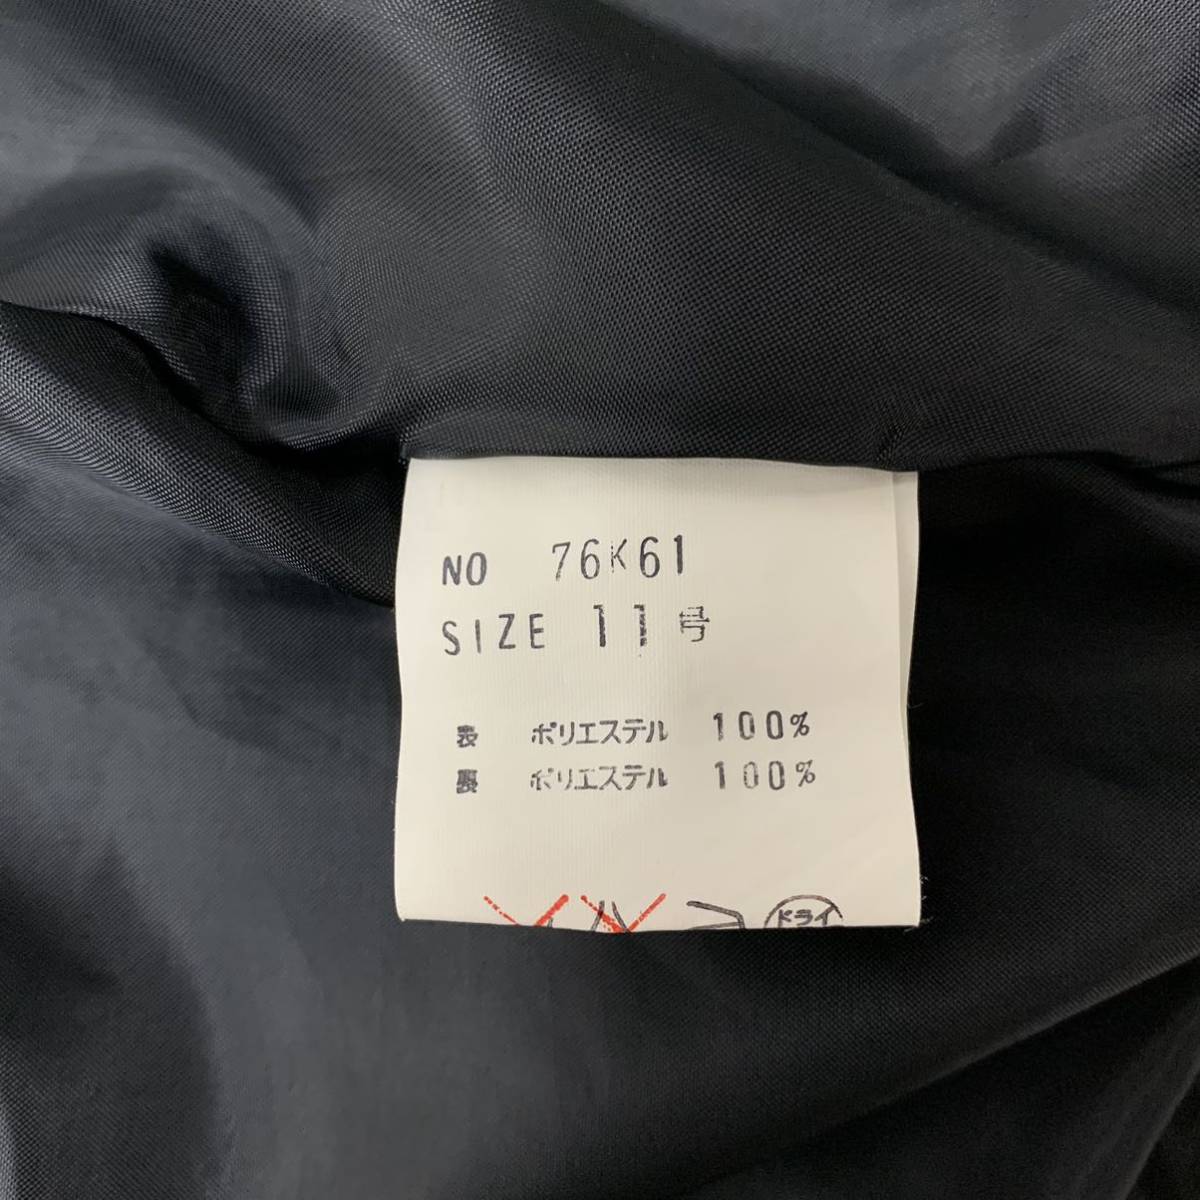 NO 76K61
SIZE 11号
表 ポリエステル 100%
裏 ポリエステル 100%
ドライ